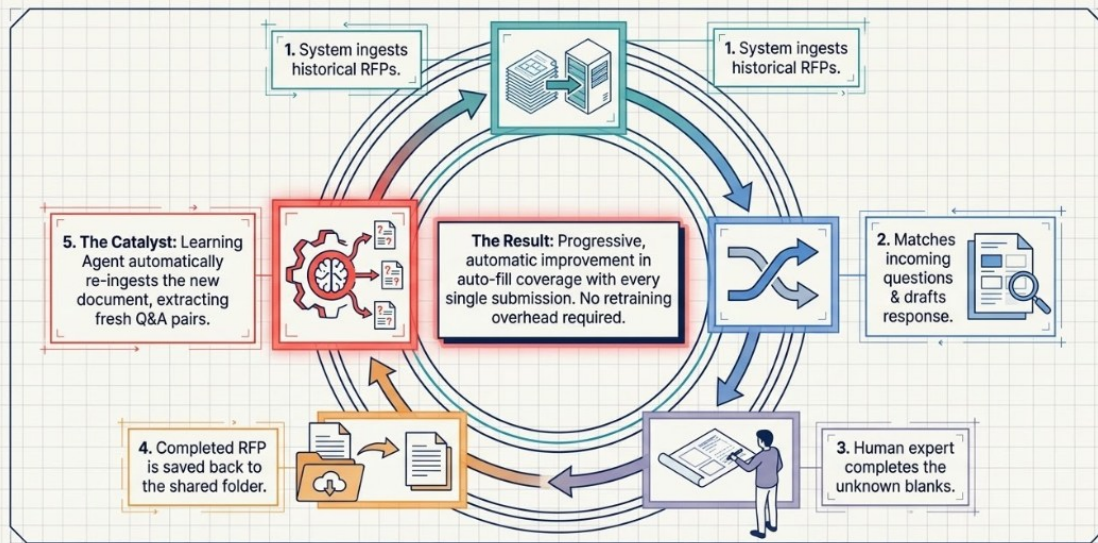 1. System ingests
historical RFPs.
1. System ingests
historical RFPs.
5. The Catalyst: Learning
Agent automatically
re-ingests the new
document, extracting
fresh Q&A pairs.
The Result: Progressive,
automatic improvement in
auto-fill coverage with every
single submission. No retraining
overhead required.
2. Matches
incoming
questions
& drafts
response.
4. Completed RFP
is saved back to
the shared folder.
3. Human expert
completes the
unknown blanks.